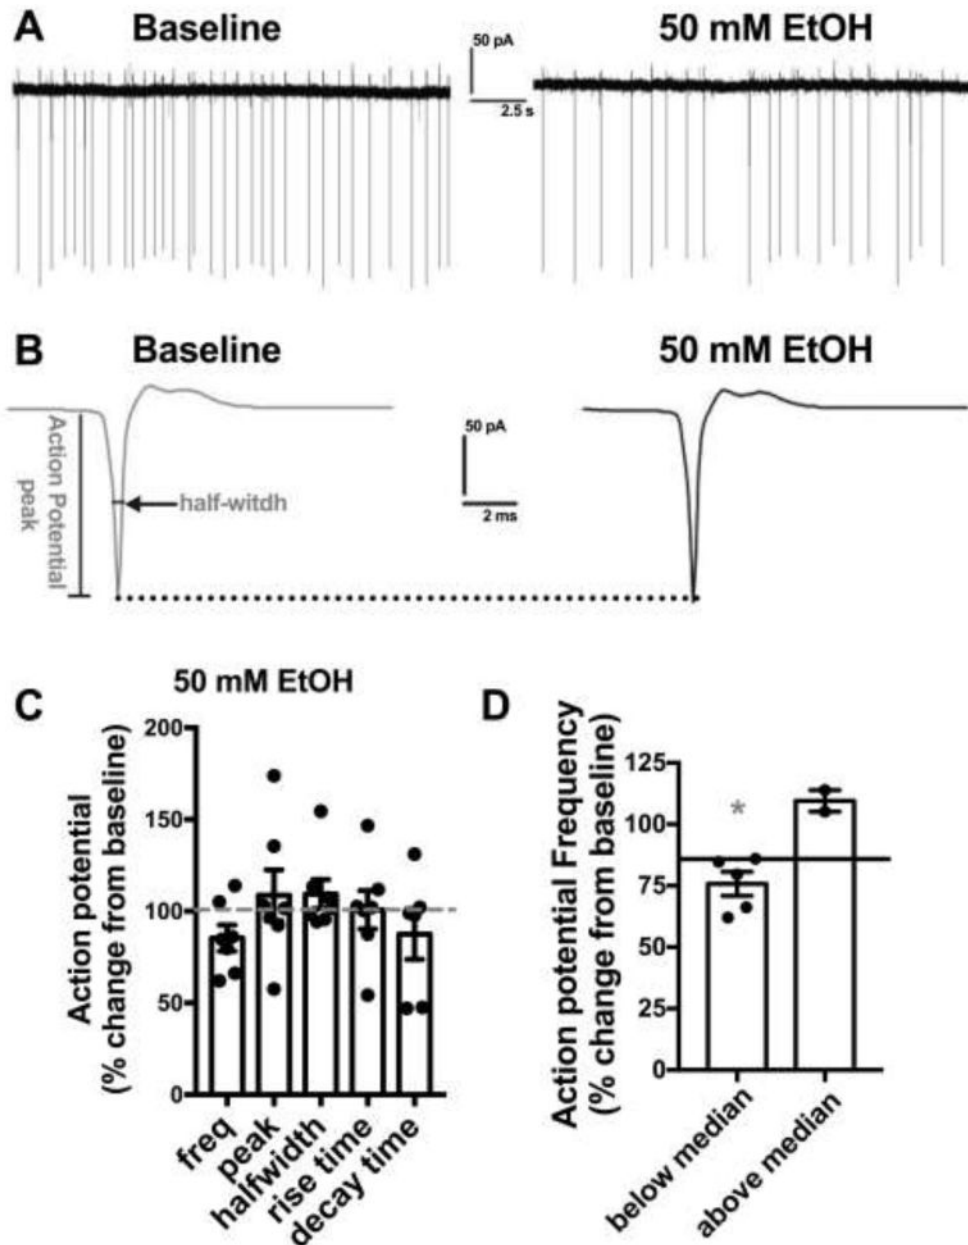 A
Baseline
50 mM EtOH
50 pA
2.5 s
B
Baseline
50 mM EtOH
Action Potential
peak
half-witdh
50 pA
2 ms
C
50 mM EtOH
Action potential
(% change from baseline)
200
150
100
50
0
freq
peak
halfwidth
rise time
decay time
D
Action potential Frequency
(% change from baseline)
125
100
75
50
25
0
*
below median
above median